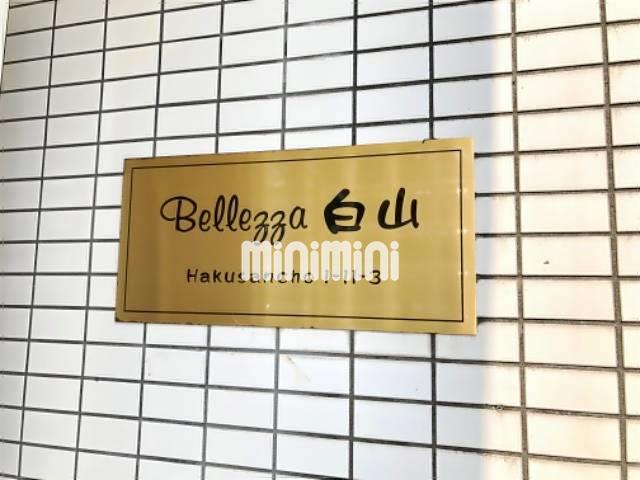 Bellezza 白山
minimini
Hakusancho 1-11-3